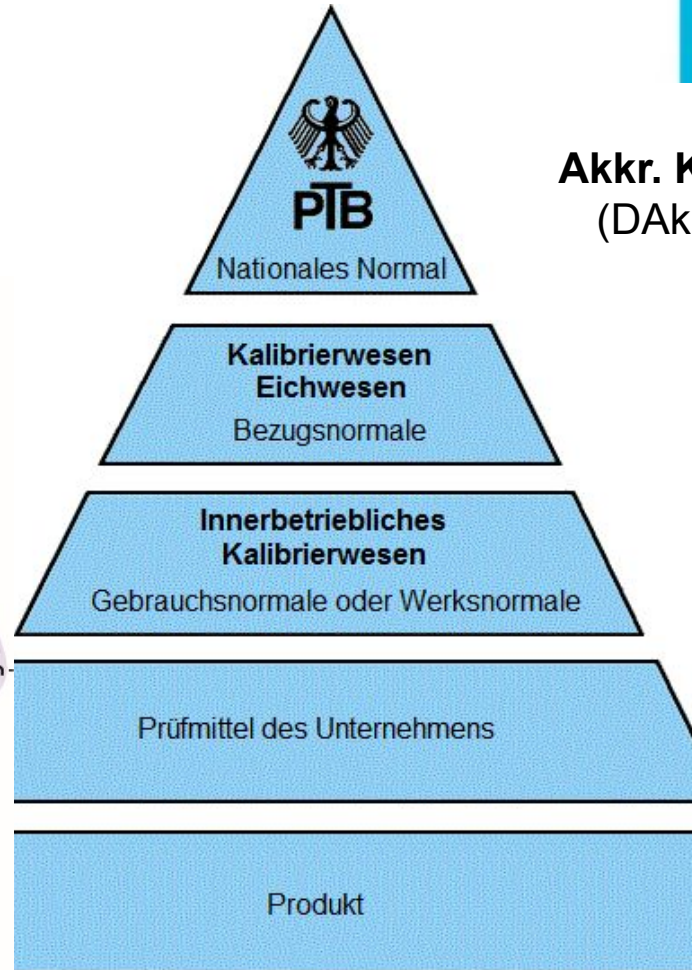 PTB
Nationales Normal
Akkr. K
(DAk
Kalibrierwesen
Eichwesen
Bezugsnormale
Innerbetriebliches
Kalibrierwesen
Gebrauchsnormale oder Werksnormale
Prüfmittel des Unternehmens
Produkt